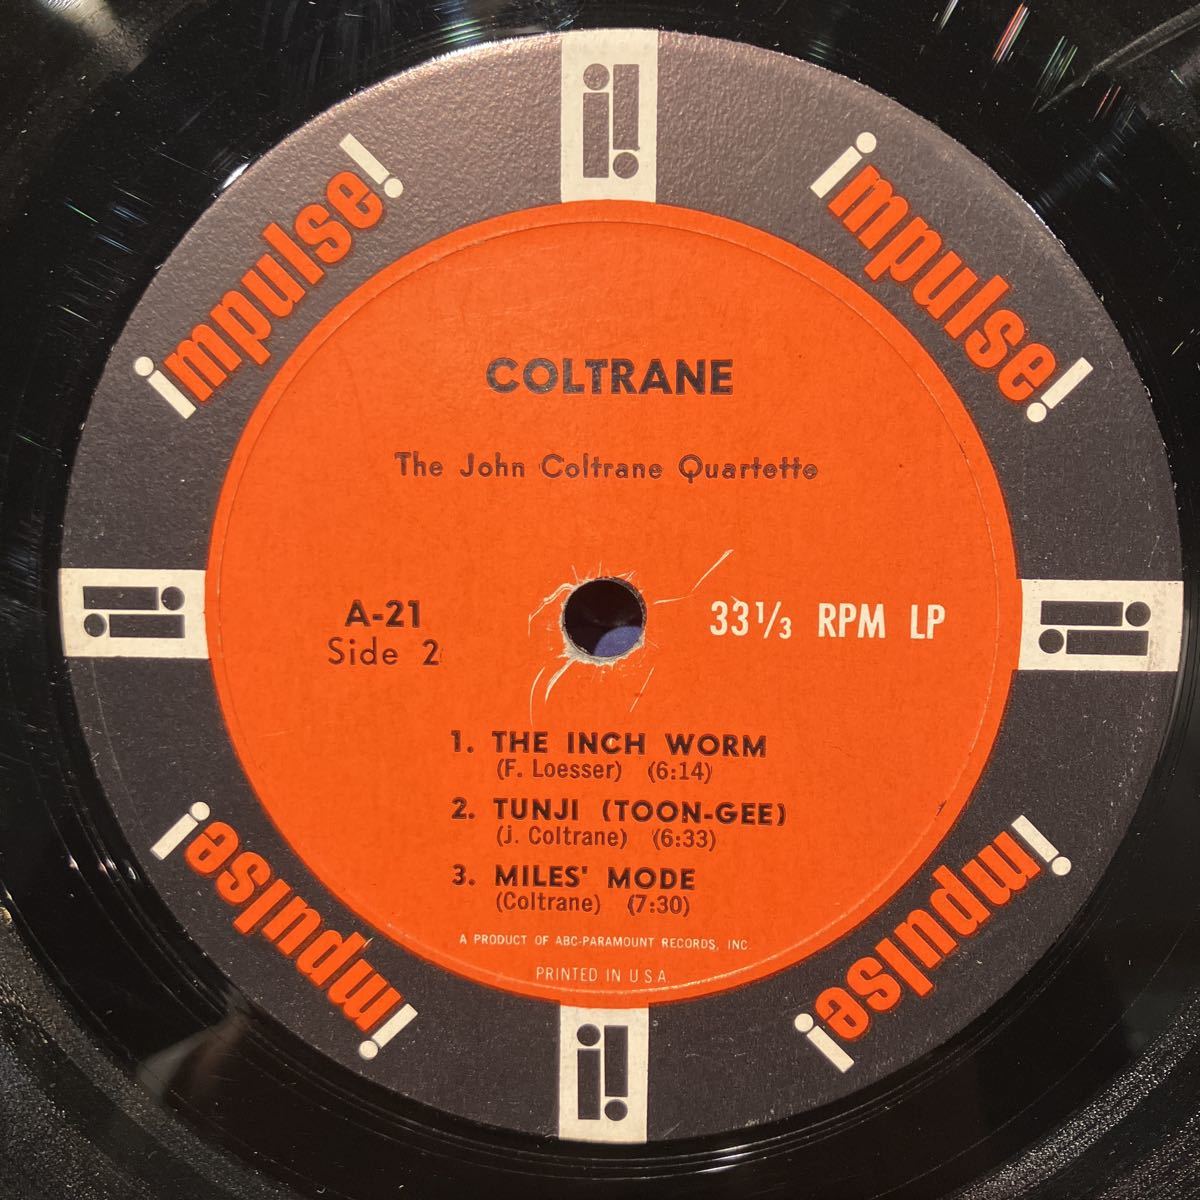 i!
impulse!
impulse!
COLTRANE
The John Coltrane Quartette
i!
A-21
Side 2
33 1/3 RPM LP
i!
1. THE INCH WORM
(F. Loesser) (6:14)
2. TUNJI (TOON-GEE)
(J. Coltrane) (6:33)
3. MILES' MODE
(Coltrane) (7:30)
A PRODUCT OF ABC-PARAMOUNT RECORDS, INC.
PRINTED IN U S A
impulse!
impulse!
i!